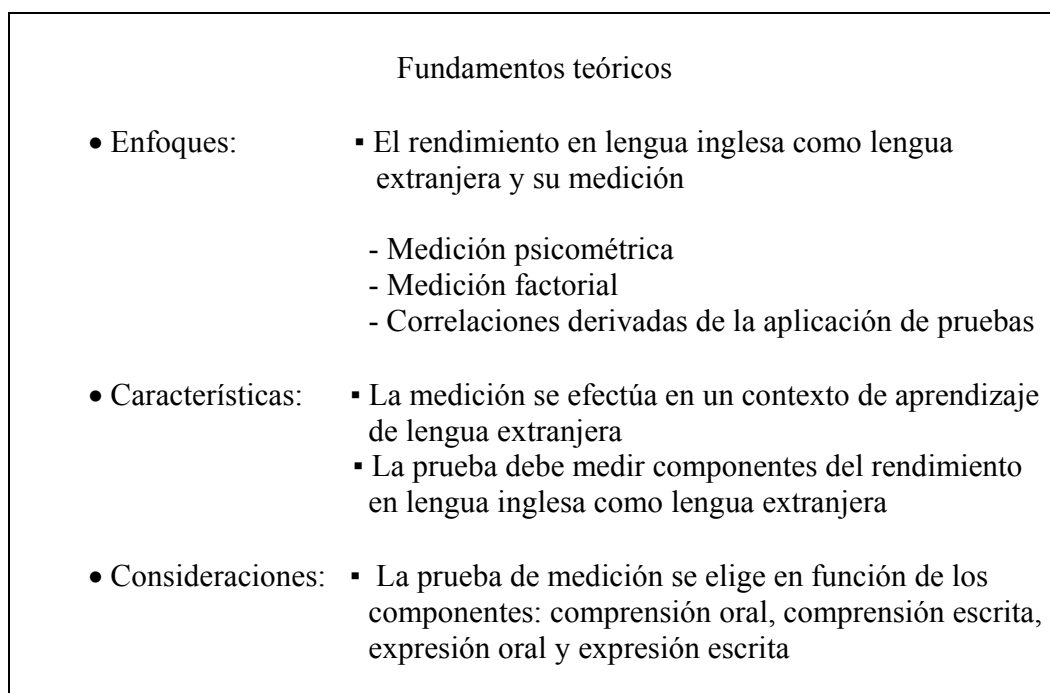 Fundamentos teóricos
• Enfoques: ▪ El rendimiento en lengua inglesa como lengua
extranjera y su medición
- Medición psicométrica
- Medición factorial
- Correlaciones derivadas de la aplicación de pruebas
• Características: ▪ La medición se efectúa en un contexto de aprendizaje
de lengua extranjera
▪ La prueba debe medir componentes del rendimiento
en lengua inglesa como lengua extranjera
• Consideraciones: ▪ La prueba de medición se elige en función de los
componentes: comprensión oral, comprensión escrita,
expresión oral y expresión escrita